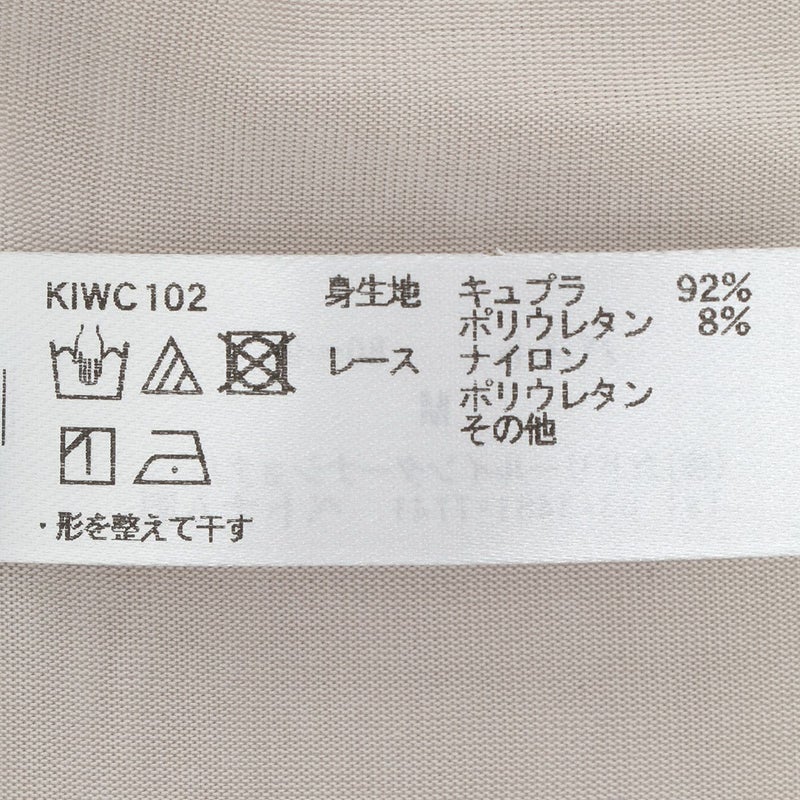 KIWC102
・形を整えて干す
身生地 キュプラ 92%
ポリウレタン 8%
レース ナイロン
ポリウレタン
その他